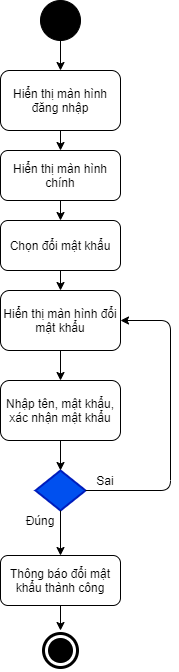 Hiển thị màn hình
đăng nhập
Hiển thị màn hình
chính
Chọn đổi mật khẩu
Hiển thị màn hình đổi
mật khẩu
Nhập tên, mật khẩu,
xác nhận mật khẩu
Sai
Đúng
Thông báo đổi mật
khẩu thành công